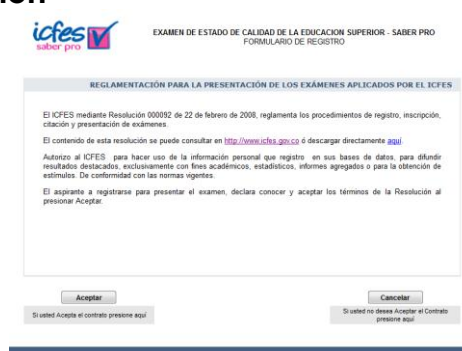 icfes
saber pro
EXAMEN DE ESTADO DE CALIDAD DE LA EDUCACION SUPERIOR - SABER PRO
FORMULARIO DE REGISTRO
REGLAMENTACIÓN PARA LA PRESENTACIÓN DE LOS EXÁMENES APLICADOS POR EL ICFES
El ICFES mediante Resolución 000092 de 22 de febrero de 2008, reglamenta los procedimientos de registro, inscripción,
citación y presentación de exámenes.
El contenido de esta resolución se puede consultar en http://www.icfes.gov.co ó descargar directamente aquí.
Autorizo al ICFES para hacer uso de la información personal que registro en sus bases de datos, para difundir
resultados destacados, exclusivamente con fines académicos, estadísticos, informes agregados o para la obtención de
estímulos. De conformidad con las normas vigentes.
El aspirante a registrarse para presentar el examen, declara conocer y aceptar los términos de la Resolución al
presionar Aceptar.
Aceptar
Si usted Acepta el contrato presione aquí
Cancelar
Si usted no desea Aceptar el Contrato
presione aquí